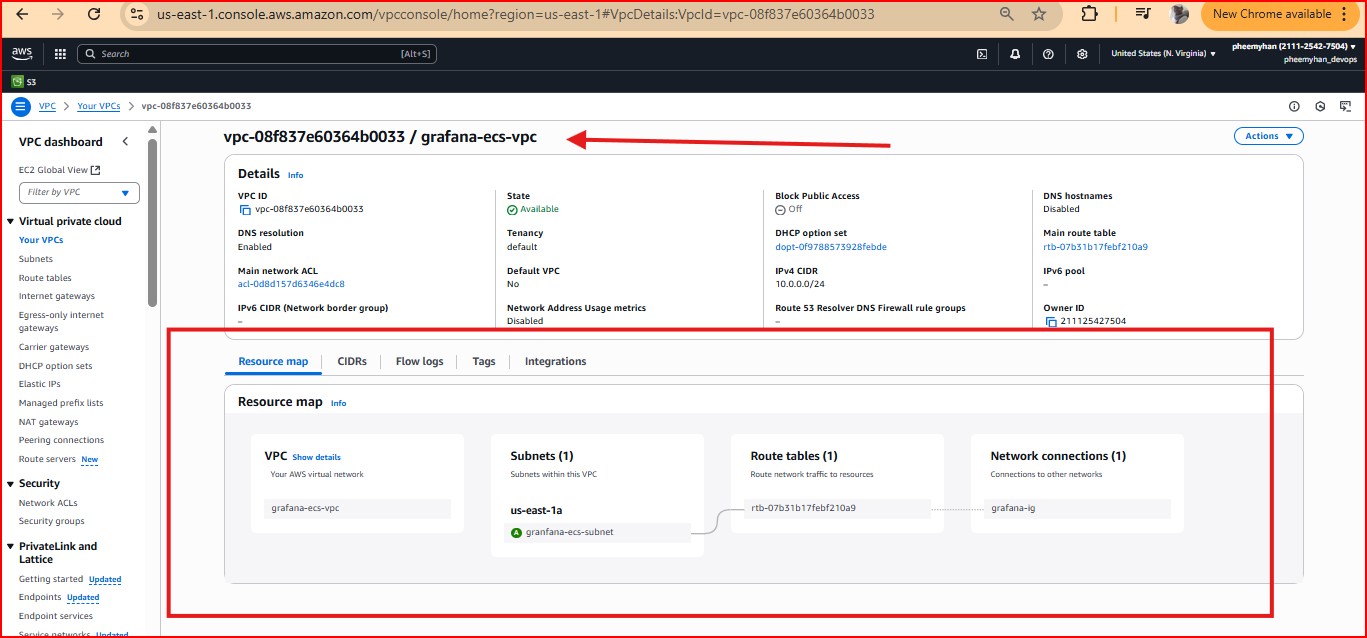 us-east-1.console.aws.amazon.com/vpcconsole/home?region=us-east-1#VpcDetails:VpcId=vpc-08f837e60364b0033
New Chrome available
aws
Search
[Alt+S]
United States (N. Virginia)
pheemyhan (2111-2542-7504)
pheemyhan_devops
S3
VPC
Your VPCs
vpc-08f837e60364b0033
VPC dashboard
EC2 Global View
Filter by VPC
Virtual private cloud
Your VPCs
Subnets
Route tables
Internet gateways
Egress-only internet
gateways
Carrier gateways
DHCP option sets
Elastic IPs
Managed prefix lists
NAT gateways
Peering connections
Route servers New
Security
Network ACLs
Security groups
PrivateLink and
Lattice
Getting started Updated
Endpoints Updated
Endpoint services
Service networks Updated
vpc-08f837e60364b0033 / grafana-ecs-vpc
Actions
Details Info
VPC ID
vpc-08f837e60364b0033
State
Available
Block Public Access
Off
DNS hostnames
Disabled
DNS resolution
Enabled
Tenancy
default
DHCP option set
dopt-0f9788573928febde
Main route table
rtb-07b31b17febf210a9
Main network ACL
acl-0d8d157d6346e4dc8
Default VPC
No
IPv4 CIDR
10.0.0.0/24
IPv6 pool
–
IPv6 CIDR (Network border group)
–
Network Address Usage metrics
Disabled
Route 53 Resolver DNS Firewall rule groups
–
Owner ID
211125427504
Resource map
CIDRs
Flow logs
Tags
Integrations
Resource map Info
VPC Show details
Your AWS virtual network
grafana-ecs-vpc
Subnets (1)
Subnets within this VPC
us-east-1a
A granfana-ecs-subnet
Route tables (1)
Route network traffic to resources
rtb-07b31b17febf210a9
Network connections (1)
Connections to other networks
grafana-ig